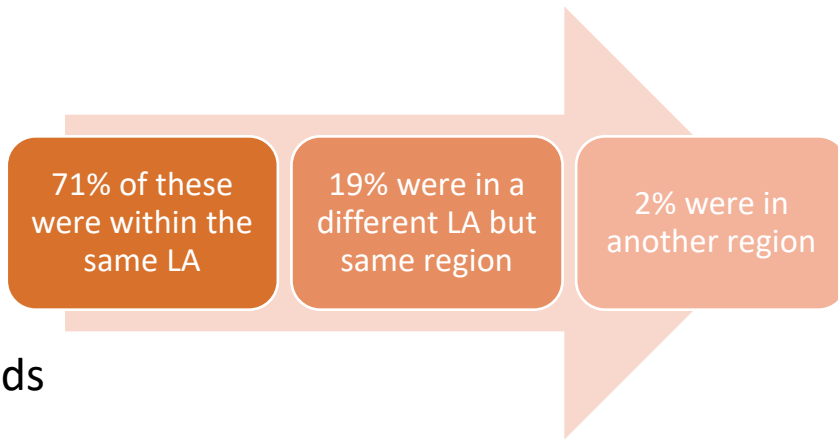 71% of these
were within the
same LA
19% were in a
different LA but
same region
2% were in
another region
ds